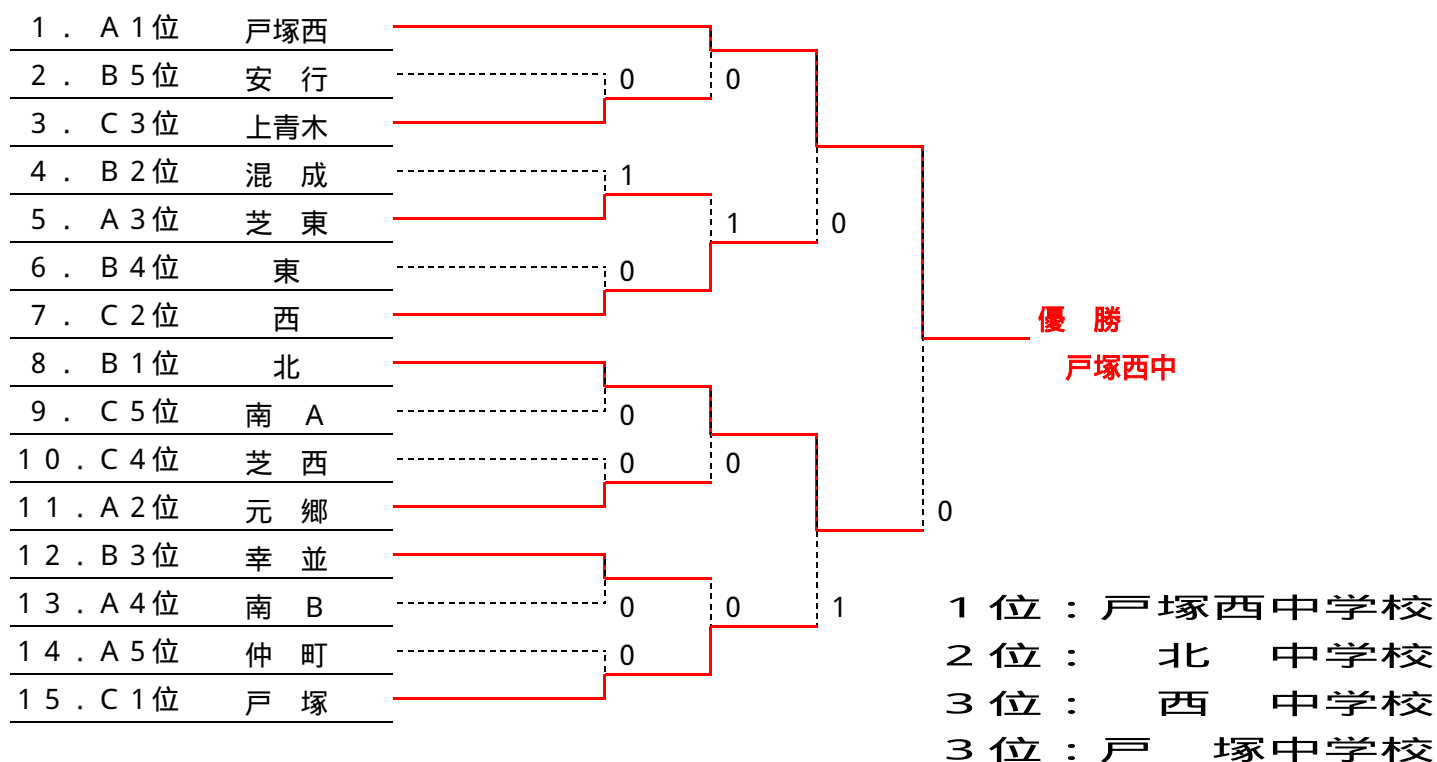 １．Ａ１位　戸塚西
２．Ｂ５位　安　行
0
0
３．Ｃ３位　上青木
４．Ｂ２位　混　成
1
５．Ａ３位　芝　東
1
0
６．Ｂ４位　東
0
７．Ｃ２位　西
優　勝
戸塚西中
８．Ｂ１位　北
９．Ｃ５位　南　Ａ
0
１０．Ｃ４位　芝　西
0
0
１１．Ａ２位　元　郷
0
１２．Ｂ３位　幸　並
１３．Ａ４位　南　Ｂ
0
0
1
１４．Ａ５位　仲　町
0
１５．Ｃ１位　戸　塚
１位：戸塚西中学校
２位：　北　中学校
３位：　西　中学校
３位：戸　塚中学校